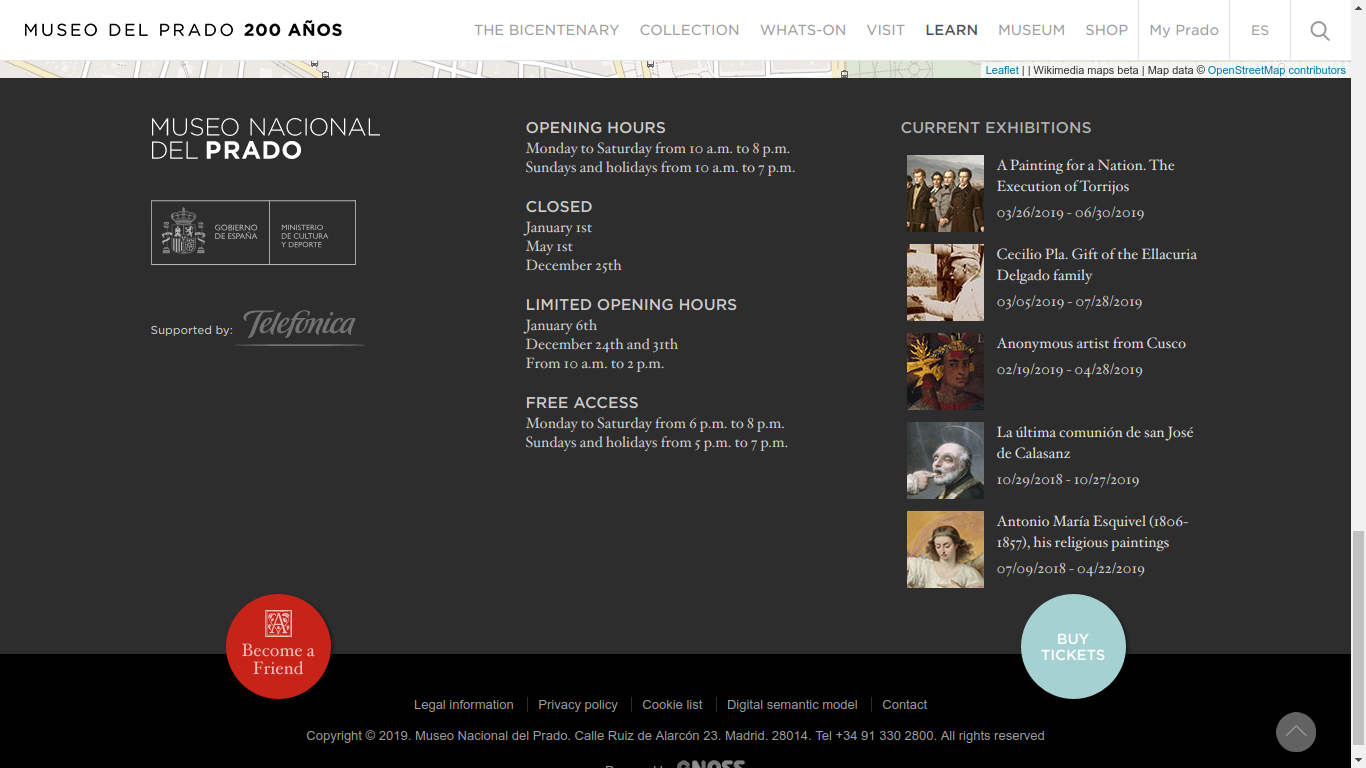 MUSEO DEL PRADO 200 AÑOS
THE BICENTENARY COLLECTION WHATS-ON VISIT LEARN MUSEUM SHOP My Prado ES
Leaflet | | Wikimedia maps beta | Map data © OpenStreetMap contributors
MUSEO NACIONAL
DEL PRADO
GOBIERNO
DE ESPAÑA
MINISTERIO
DE CULTURA
Y DEPORTE
Supported by: Telefónica
OPENING HOURS
Monday to Saturday from 10 a.m. to 8 p.m.
Sundays and holidays from 10 a.m. to 7 p.m.
CLOSED
January 1st
May 1st
December 25th
LIMITED OPENING HOURS
January 6th
December 24th and 31th
From 10 a.m. to 2 p.m.
FREE ACCESS
Monday to Saturday from 6 p.m. to 8 p.m.
Sundays and holidays from 5 p.m. to 7 p.m.
CURRENT EXHIBITIONS
A Painting for a Nation. The
Execution of Torrijos
03/26/2019 - 06/30/2019
Cecilio Pla. Gift of the Ellacuria
Delgado family
03/05/2019 - 07/28/2019
Anonymous artist from Cusco
02/19/2019 - 04/28/2019
La última comunión de san José
de Calasanz
10/29/2018 - 10/27/2019
Antonio María Esquivel (1806-
1857), his religious paintings
07/09/2018 - 04/22/2019
Become a
Friend
BUY
TICKETS
Legal information Privacy policy Cookie list Digital semantic model Contact
Copyright © 2019. Museo Nacional del Prado. Calle Ruiz de Alarcón 23. Madrid. 28014. Tel +34 91 330 2800. All rights reserved